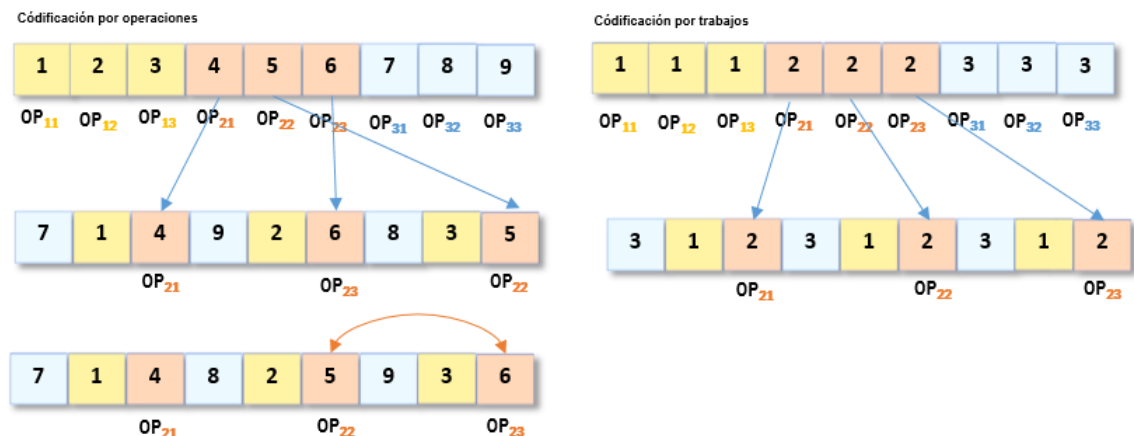 Códificación por operaciones
1 2 3 4 5 6 7 8 9
OP11 OP12 OP13 OP21 OP22 OP23 OP31 OP32 OP33
7 1 4 9 2 6 8 3 5
OP21 OP23 OP22
7 1 4 8 2 5 9 3 6
OP21 OP22 OP23
Códificación por trabajos
1 1 1 2 2 2 3 3 3
OP11 OP12 OP13 OP21 OP22 OP23 OP31 OP32 OP33
3 1 2 3 1 2 3 1 2
OP21 OP22 OP23